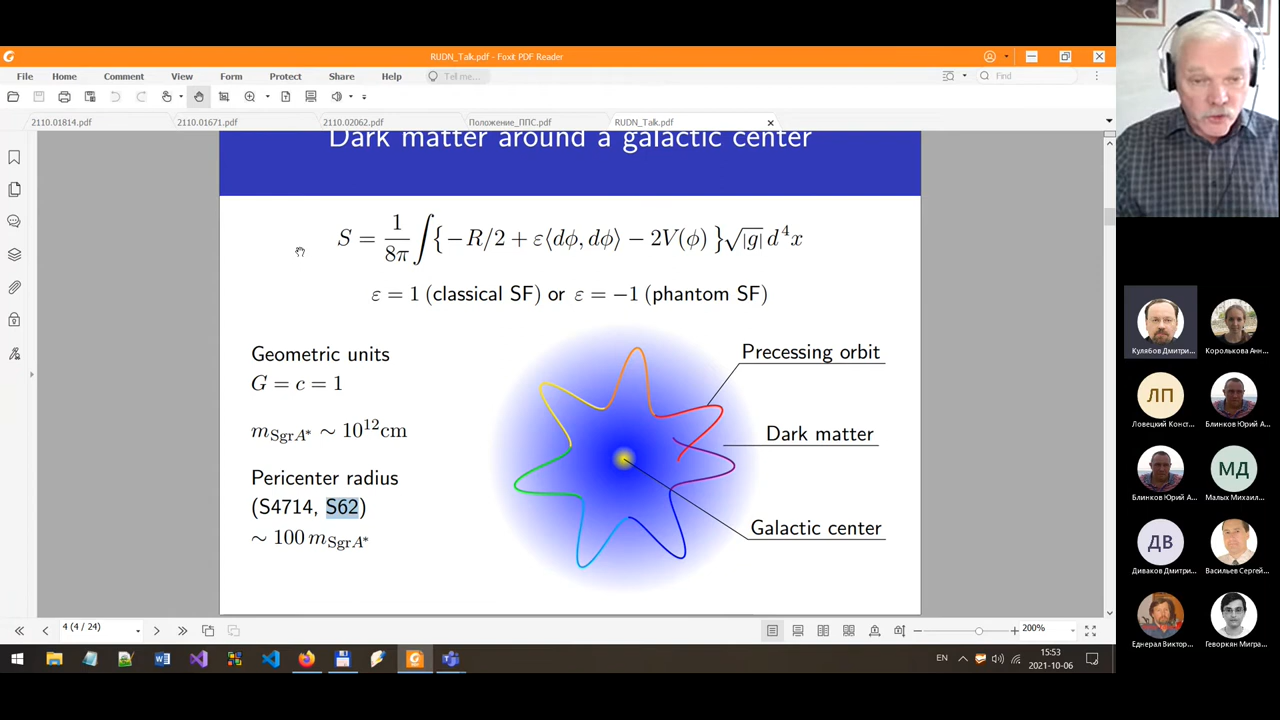 RUDN_Talk.pdf - Foxit PDF Reader
File Home Comment View Form Protect Share Help Tell me... Find
2110.01814.pdf 2110.01671.pdf 2110.02062.pdf Положение_ППС.pdf RUDN_Talk.pdf
Dark matter around a galactic center
S = 1/8π ∫ { −R/2 + ε⟨dϕ, dϕ⟩ − 2V(ϕ) } √|g| d⁴x
ε = 1 (classical SF) or ε = −1 (phantom SF)
Geometric units
G = c = 1
m_SgrA* ∼ 10¹²cm
Pericenter radius
(S4714, S62)
∼ 100 m_SgrA*
Precessing orbit
Dark matter
Galactic center
4 (4 / 24)
200%
EN
15:53
2021-10-06
Кулябов Дмитри... Королькова Анн...
ЛП
Ловецкий Конст... Блинков Юрий А...
МД
Блинков Юрий А... Малых Михаил...
ДВ
Диваков Дмитри... Васильев Сергей...
Еднерал Виктор... Геворкян Мигра...